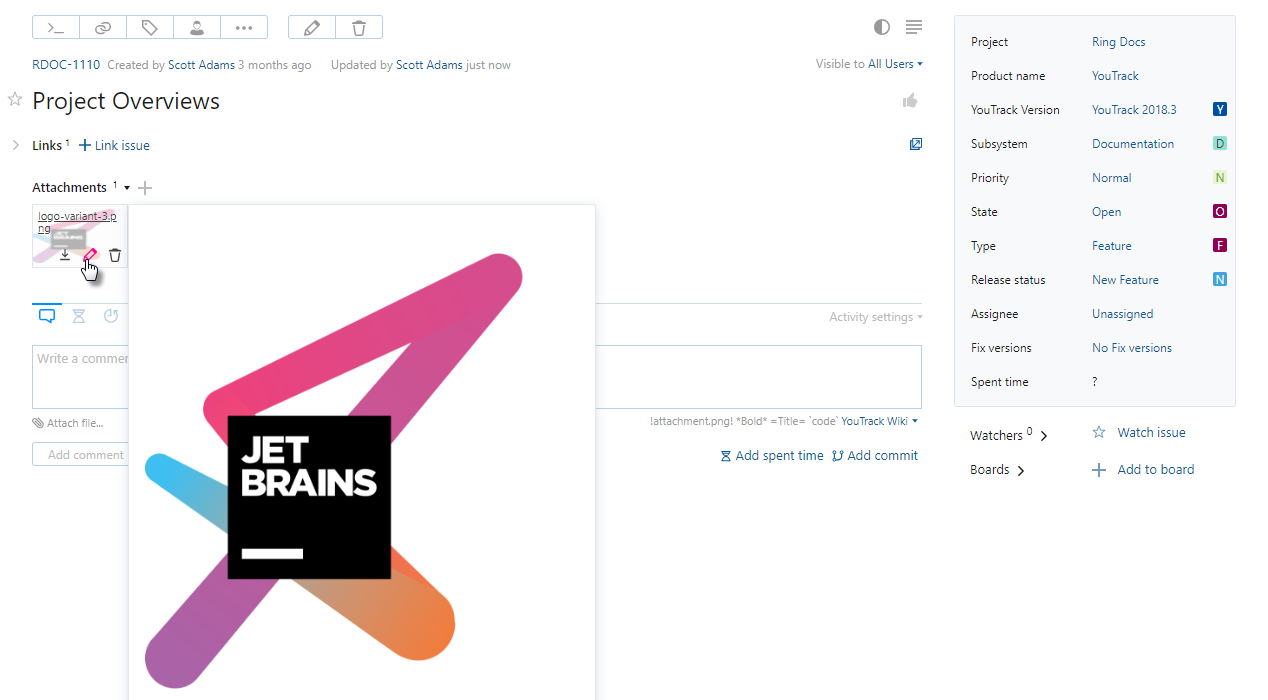 RDOC-1110 Created by Scott Adams 3 months ago Updated by Scott Adams just now Visible to All Users
Project Overviews
Links 1 Link issue
Attachments 1
logo-variant-3.p
ng
Activity settings
Write a commen
Attach file...
!attachment.png! *Bold* =Title= `code` YouTrack Wiki
Add comment
Add spent time Add commit
JET
BRAINS
Project Ring Docs
Product name YouTrack
YouTrack Version YouTrack 2018.3 Y
Subsystem Documentation D
Priority Normal N
State Open O
Type Feature F
Release status New Feature N
Assignee Unassigned
Fix versions No Fix versions
Spent time ?
Watchers 0 Watch issue
Boards Add to board